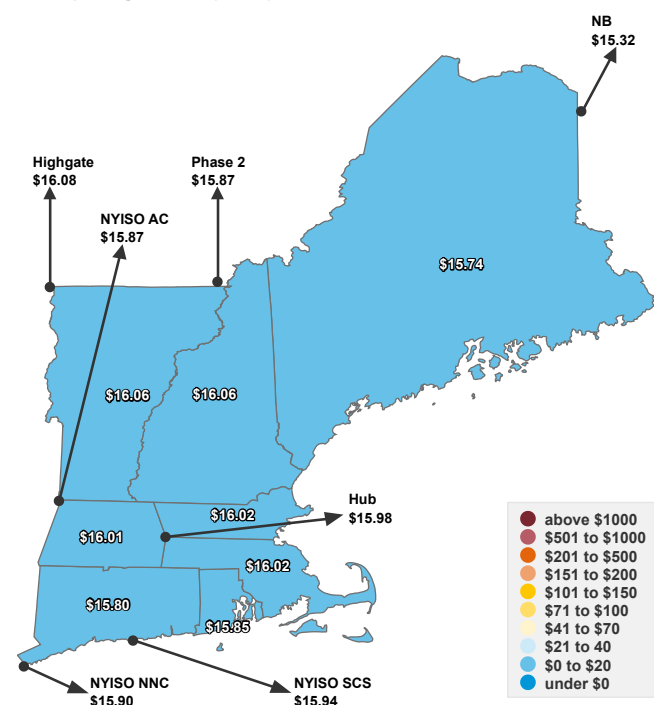 NB
$15.32
Highgate
$16.08
Phase 2
$15.87
NYISO AC
$15.87
$15.74
$16.06
$16.06
Hub
$15.98
$16.02
$16.01
$16.02
$15.80
$15.85
NYISO NNC
$15.90
NYISO SCS
$15.94
above $1000
$501 to $1000
$201 to $500
$151 to $200
$101 to $150
$71 to $100
$41 to $70
$21 to 40
$0 to $20
under $0